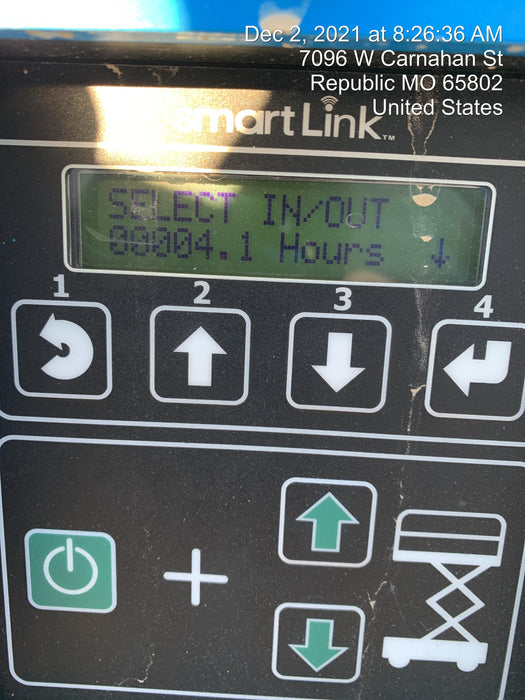 Dec 2, 2021 at 8:26:36 AM
7096 W Carnahan St
Republic MO 65802
United States
SmartLink™
SELECT IN/OUT
00004.1 Hours ↓
1 2 3 4